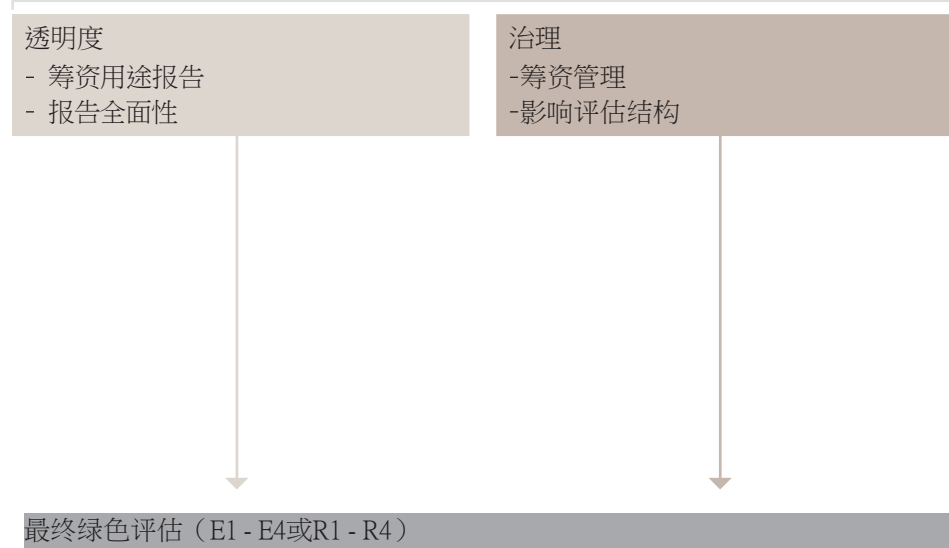 透明度
- 筹资用途报告
- 报告全面性
治理
-筹资管理
-影响评估结构
最终绿色评估（E1 - E4或R1 - R4）